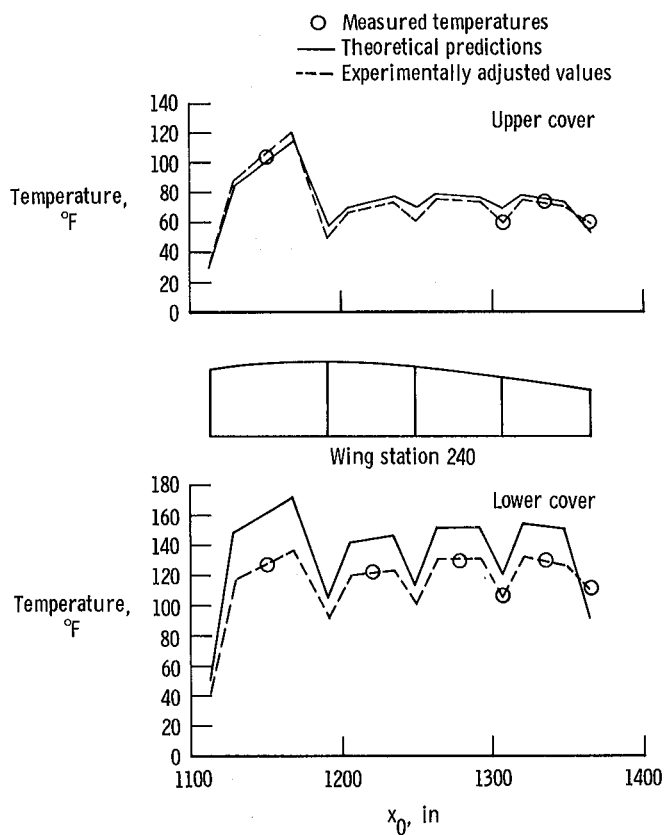 Measured temperatures
Theoretical predictions
Experimentally adjusted values
Upper cover
Temperature,
°F
140
120
100
80
60
40
20
0
Wing station 240
Lower cover
Temperature,
°F
180
160
140
120
100
80
60
40
20
0
1100
1200
1300
1400
x₀, in